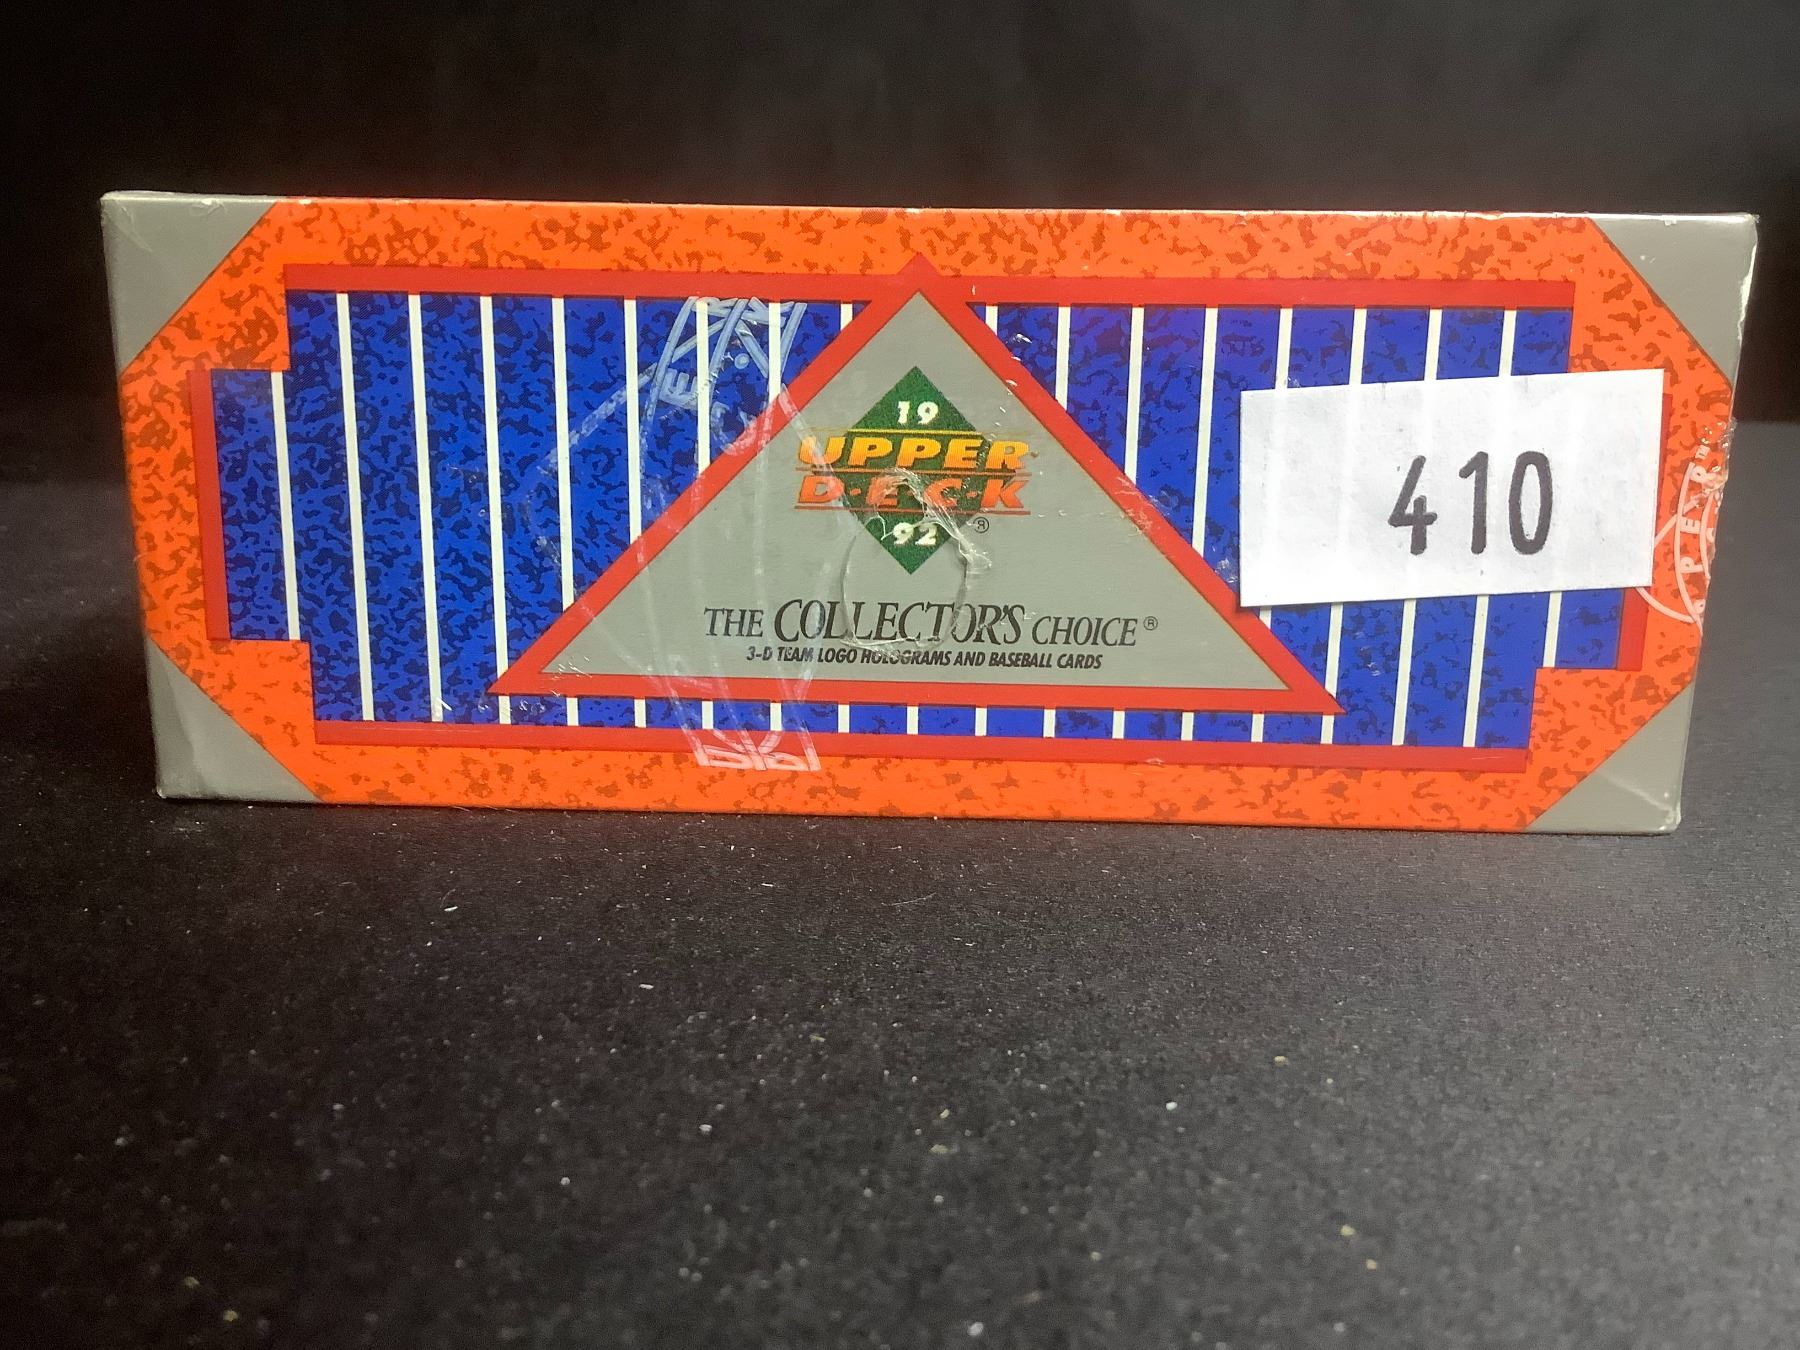 19
UPPER
D·E·C·K
92 ®
THE COLLECTOR'S CHOICE®
3-D TEAM LOGO HOLOGRAMS AND BASEBALL CARDS
410